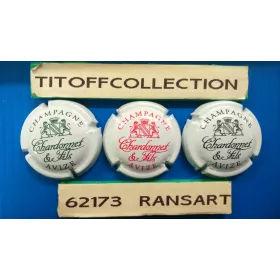 TITOFFCOLLECTION
CHAMPAGNE
Chardonnet
& Fils
AVIZE
CHAMPAGNE
Chardonnet
& Fils
AVIZE
CHAMPAGNE
Chardonnet
& Fils
AVIZE
62173 RANSART